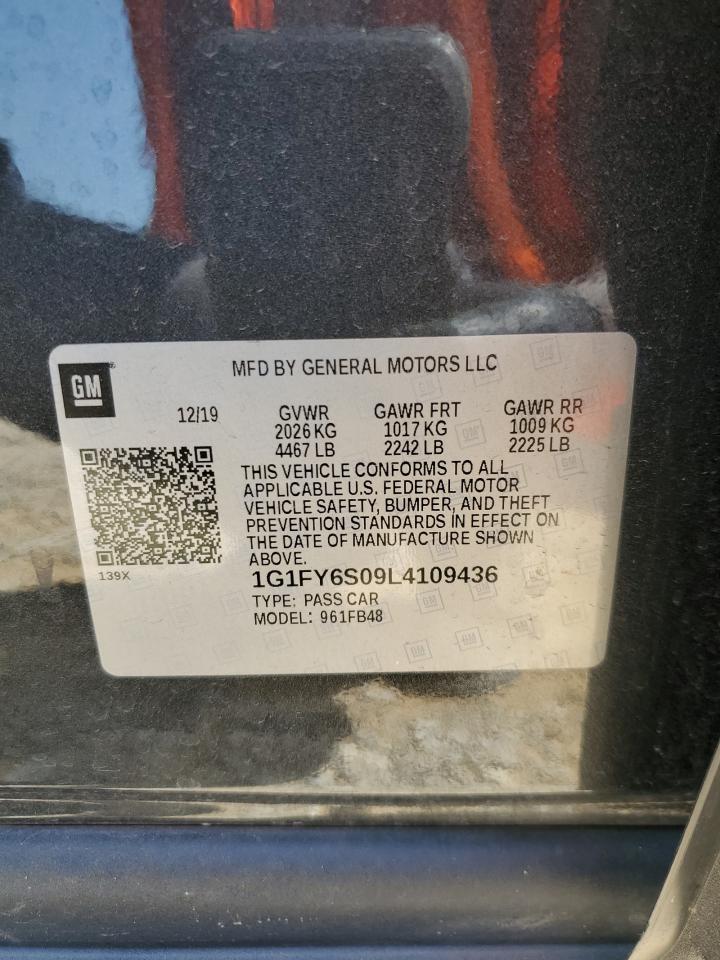 MFD BY GENERAL MOTORS LLC
GM
12/19
GVWR GAWR FRT GAWR RR
2026 KG 1017 KG 1009 KG
4467 LB 2242 LB 2225 LB
THIS VEHICLE CONFORMS TO ALL
APPLICABLE U.S. FEDERAL MOTOR
VEHICLE SAFETY, BUMPER, AND THEFT
PREVENTION STANDARDS IN EFFECT ON
THE DATE OF MANUFACTURE SHOWN
ABOVE.
139X
1G1FY6S09L4109436
TYPE: PASS CAR
MODEL: 961FB48